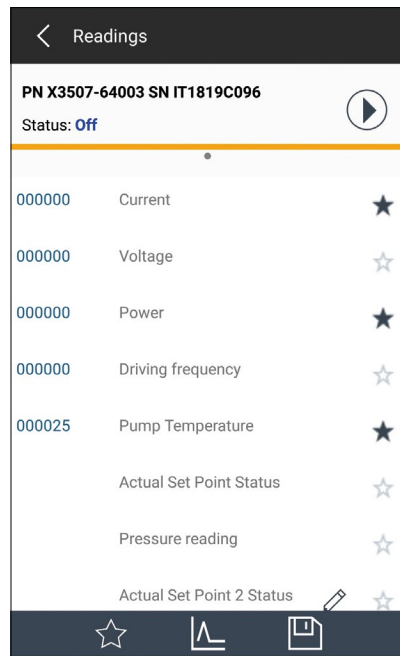 Readings
PN X3507-64003 SN IT1819C096
Status: Off
000000 Current
000000 Voltage
000000 Power
000000 Driving frequency
000025 Pump Temperature
Actual Set Point Status
Pressure reading
Actual Set Point 2 Status